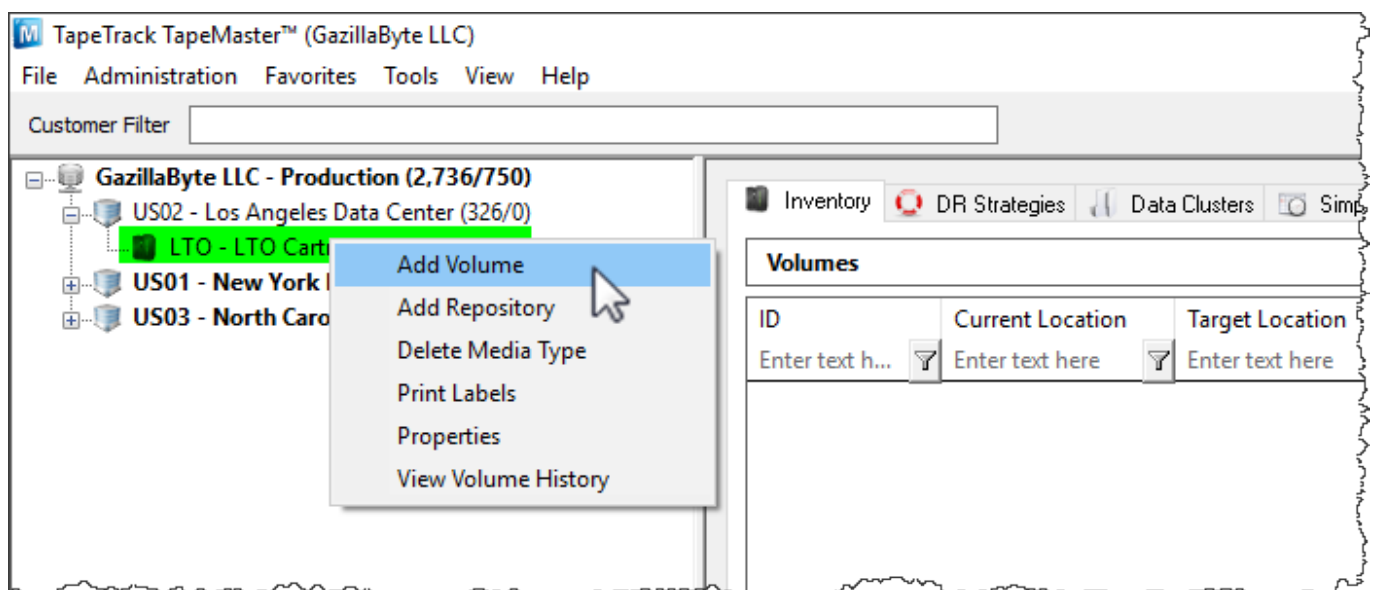 TapeTrack TapeMaster™ (GazillaByte LLC)
File Administration Favorites Tools View Help
Customer Filter
GazillaByte LLC - Production (2,736/750)
US02 - Los Angeles Data Center (326/0)
LTO - LTO
US01 - New York
US03 - North
Add Volume
Add Repository
Delete Media Type
Print Labels
Properties
View Volume History
Inventory DR Strategies Data Clusters
Volumes
ID Current Location Target Location
Enter text h... Enter text here Enter text here